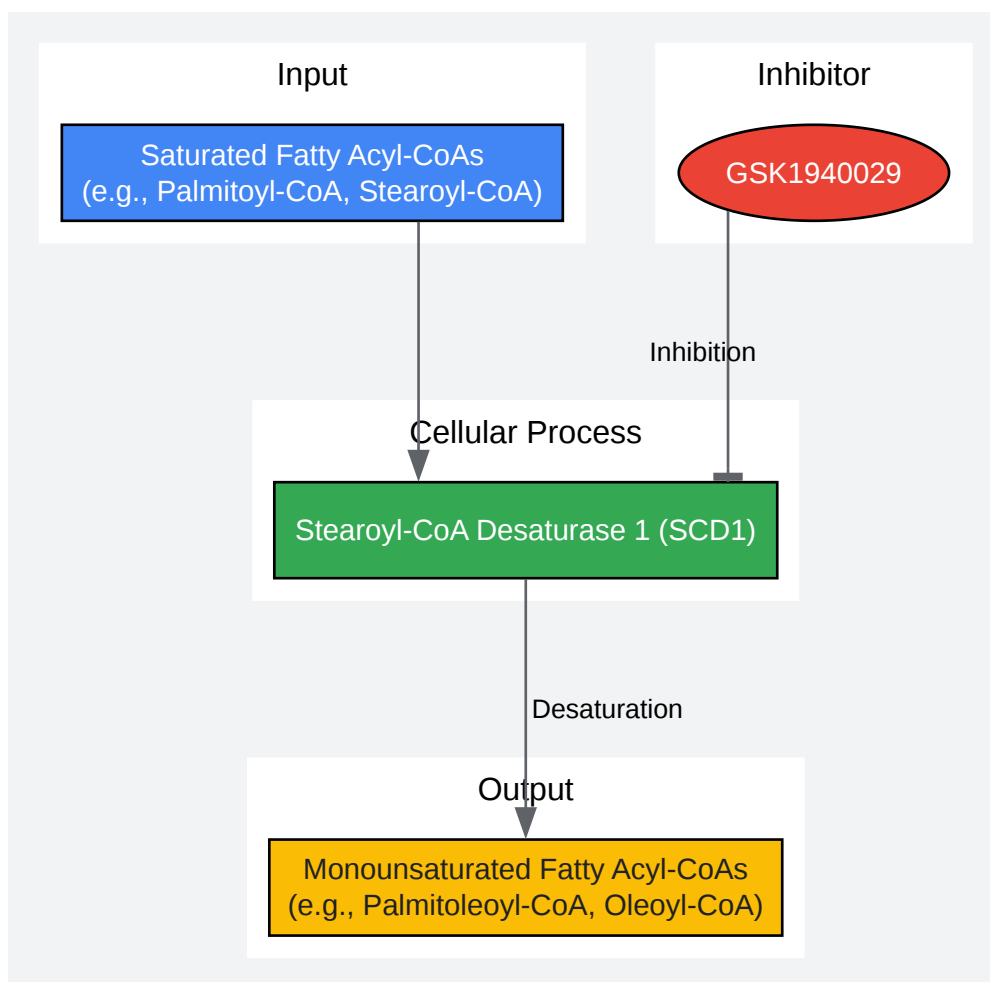 Input
Saturated Fatty Acyl-CoAs
(e.g., Palmitoyl-CoA, Stearoyl-CoA)
Inhibitor
GSK1940029
Inhibition
Cellular Process
Stearoyl-CoA Desaturase 1 (SCD1)
Desaturation
Output
Monounsaturated Fatty Acyl-CoAs
(e.g., Palmitoleoyl-CoA, Oleoyl-CoA)